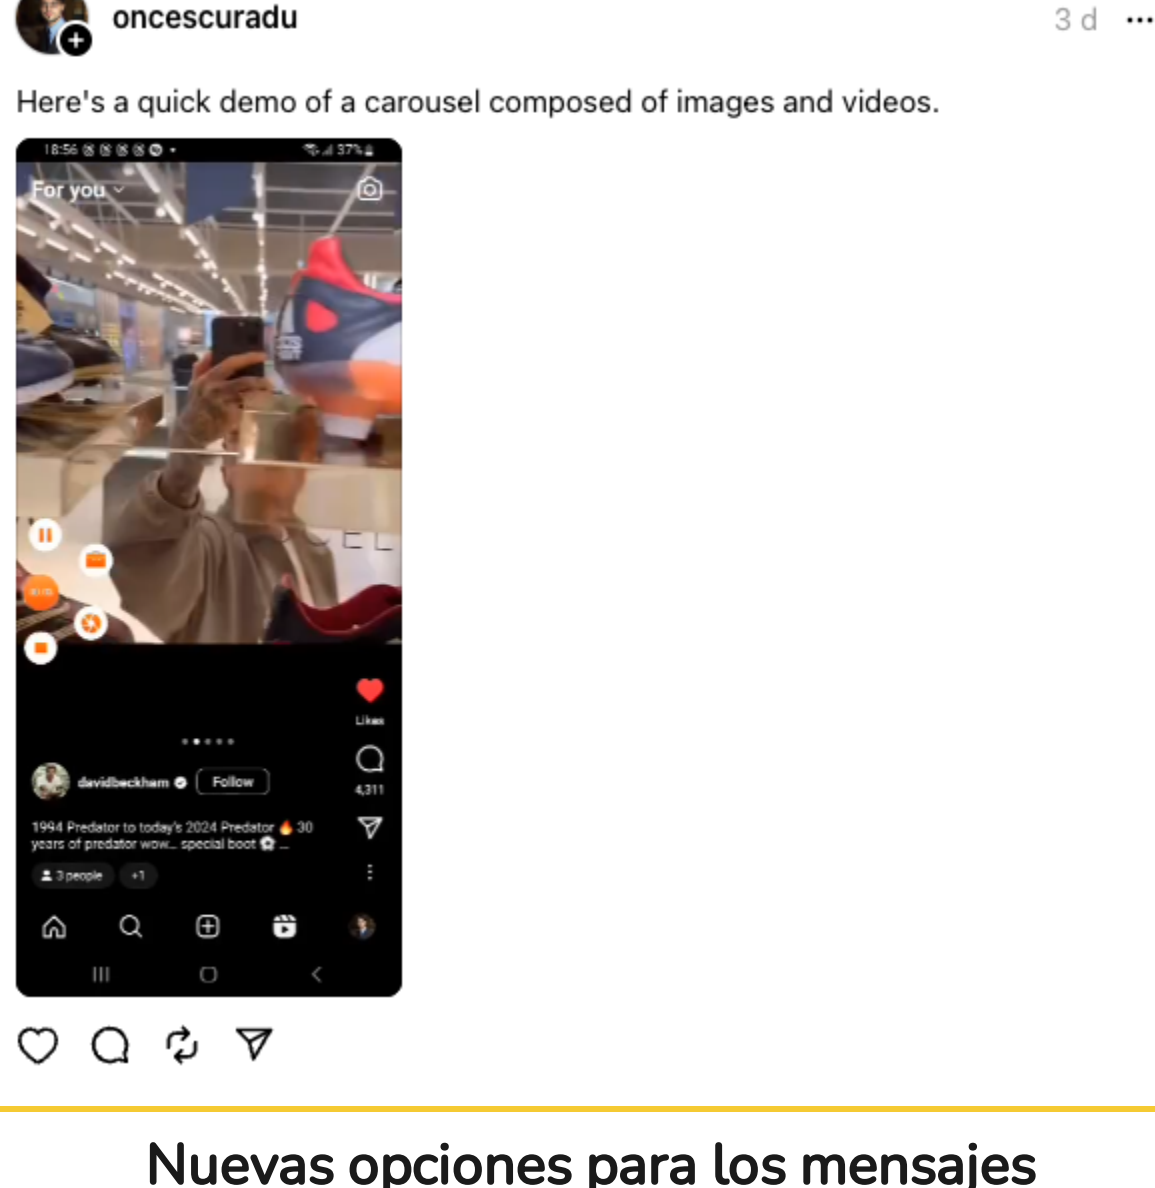 oncescuradu
3 d
Here's a quick demo of a carousel composed of images and videos.
18:56
37%
For you
EL
Likes
davidbeckham
Follow
4,311
1994 Predator to today's 2024 Predator 🔥 30
years of predator wow... special boot ⚽ ...
3 people
+1
Nuevas opciones para los mensajes